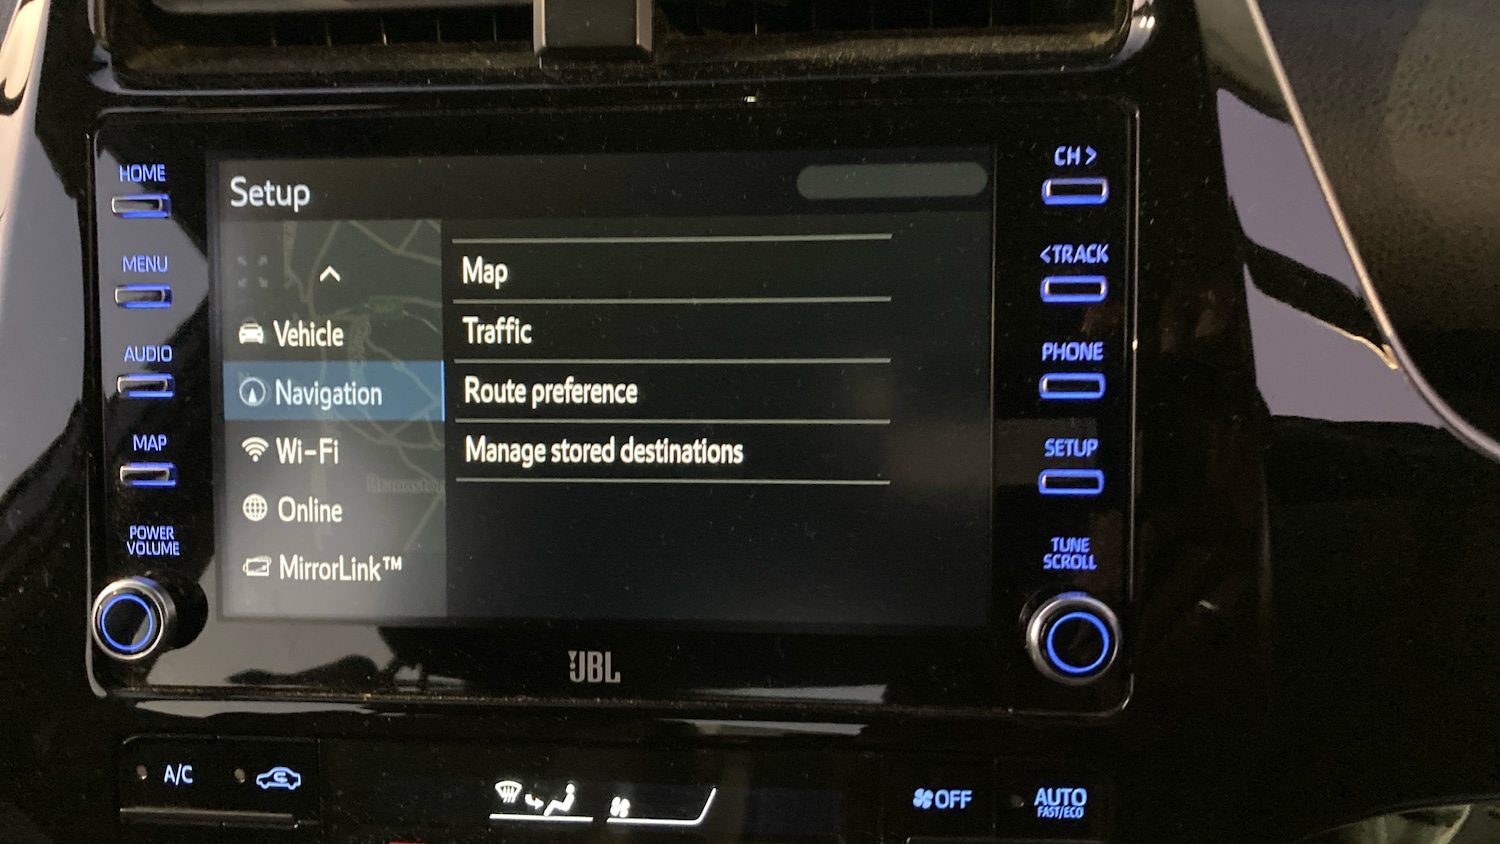 HOME
MENU
AUDIO
MAP
POWER
VOLUME
Setup
Vehicle
Navigation
Wi-Fi
Online
MirrorLink™
Map
Traffic
Route preference
Manage stored destinations
JBL
CH >
<TRACK
PHONE
SETUP
TUNE
SCROLL
A/C
OFF
AUTO
FAST/ECO